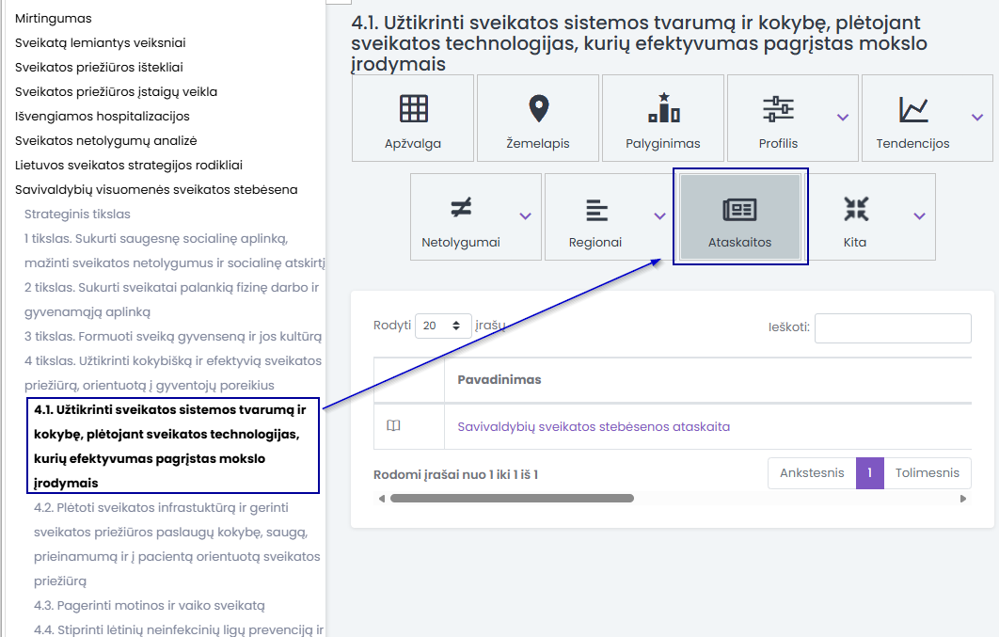 Mirtingumas
Sveikatą lemiantys veiksniai
Sveikatos priežiūros ištekliai
Sveikatos priežiūros įstaigų veikla
Išvengiamos hospitalizacijos
Sveikatos netolygumų analizė
Lietuvos sveikatos strategijos rodikliai
Savivaldybių visuomenės sveikatos stebėsena
Strateginis tikslas
1 tikslas. Sukurti saugesnę socialinę aplinką,
mažinti sveikatos netolygumus ir socialinę atskirtį
2 tikslas. Sukurti sveikatai palankią fizinę darbo ir
gyvenamąją aplinką
3 tikslas. Formuoti sveiką gyvenseną ir jos kultūrą
4 tikslas. Užtikrinti kokybišką ir efektyvią sveikatos
priežiūrą, orientuotą į gyventojų poreikius
4.1. Užtikrinti sveikatos sistemos tvarumą ir
kokybę, plėtojant sveikatos technologijas,
kurių efektyvumas pagrįstas mokslo
įrodymais
4.2. Plėtoti sveikatos infrastuktūrą ir gerinti
sveikatos priežiūros paslaugų kokybę, saugą,
prieinamumą ir į pacientą orientuotą sveikatos
priežiūrą
4.3. Pagerinti motinos ir vaiko sveikatą
4.4. Stiprinti lėtinių neinfekcinių ligų prevenciją ir
4.1. Užtikrinti sveikatos sistemos tvarumą ir kokybę, plėtojant
sveikatos technologijas, kurių efektyvumas pagrįstas mokslo
įrodymais
Apžvalga Žemelapis Palyginimas Profilis Tendencijos
Netolygumai Regionai Ataskaitos Kita
Rodyti 20 įrašų Ieškoti:
Pavadinimas
Savivaldybių sveikatos stebėsenos ataskaita
Rodomi įrašai nuo 1 iki 1 iš 1 Ankstesnis 1 Tolimesnis